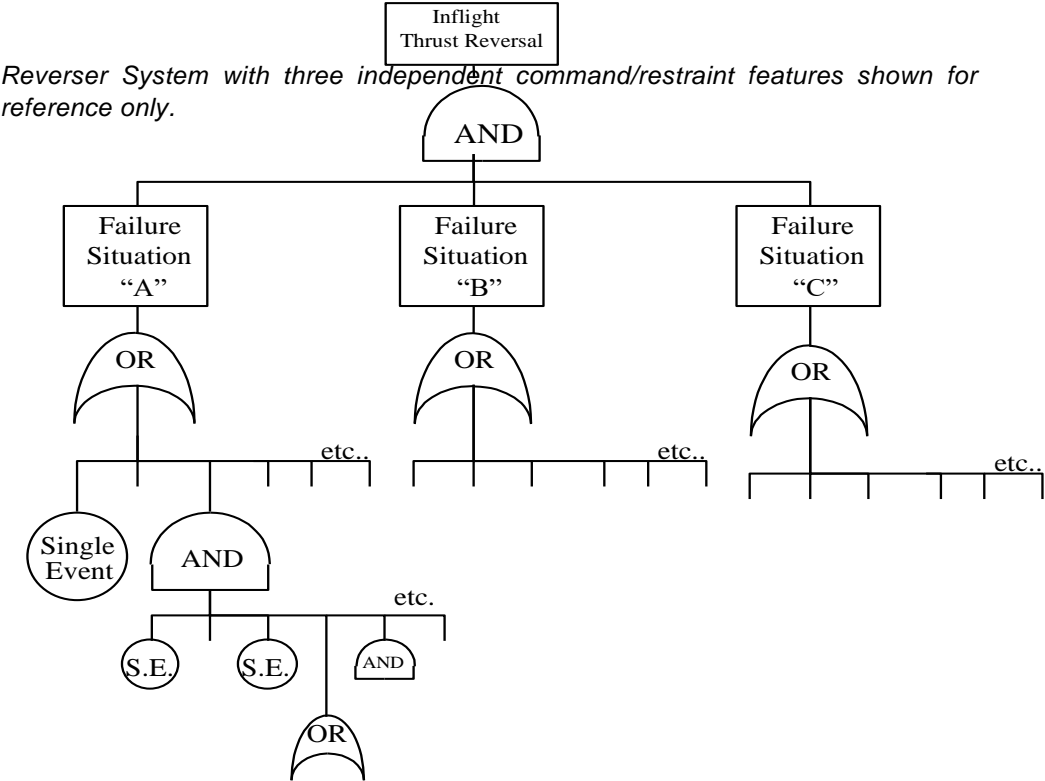 Inflight
Thrust Reversal
Reverser System with three independent command/restraint features shown for
reference only.
AND
Failure
Situation
“A”
Failure
Situation
“B”
Failure
Situation
“C”
OR
OR
OR
etc..
etc..
etc..
Single
Event
AND
etc.
S.E.
S.E.
AND
OR